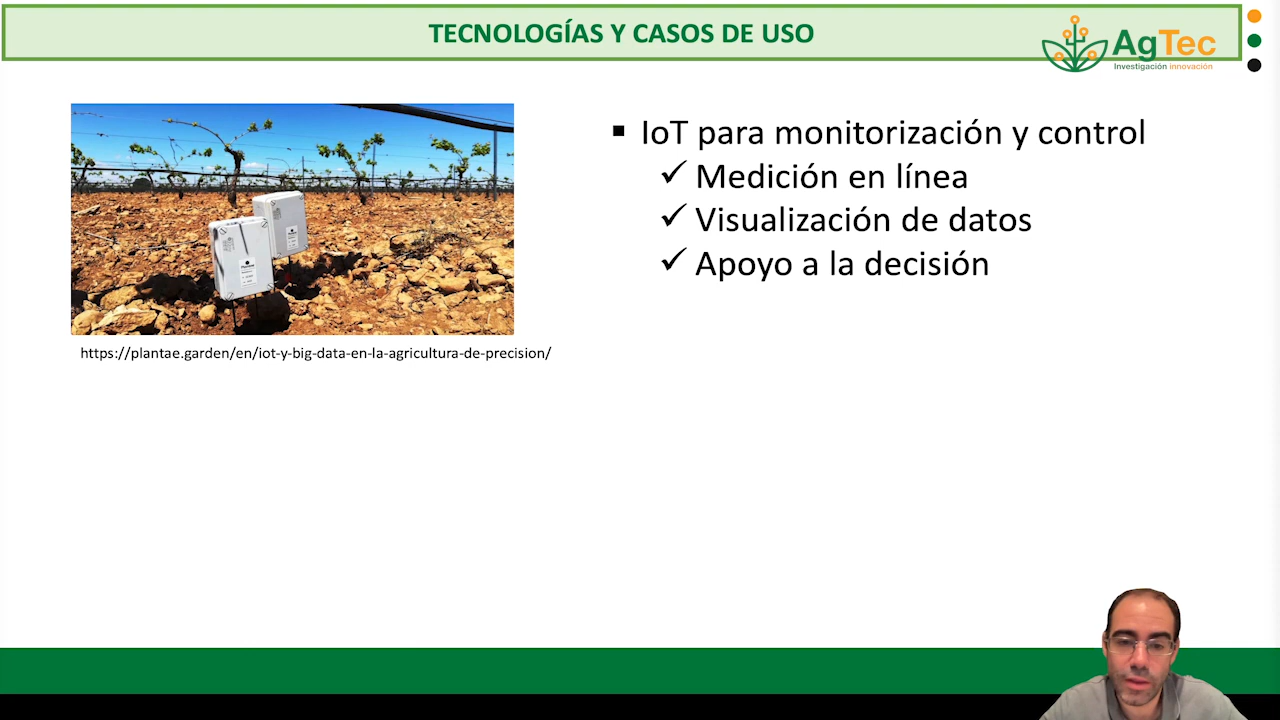 TECNOLOGÍAS Y CASOS DE USO
AgTec
Investigación innovación
IoT para monitorización y control
Medición en línea
Visualización de datos
Apoyo a la decisión
https://plantae.garden/en/iot-y-big-data-en-la-agricultura-de-precision/